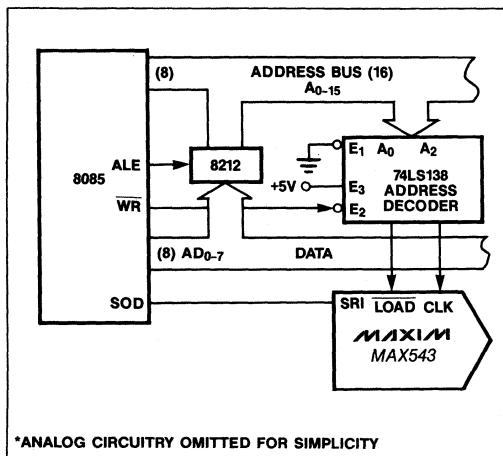 (8)
ADDRESS BUS (16)
A0–15
E1 A0 A2
ALE
8212
74LS138
8085
+5V
E3
ADDRESS
DECODER
WR
E2
(8) AD0–7
DATA
SOD
SRI LOAD CLK
MAXIM
MAX543
*ANALOG CIRCUITRY OMITTED FOR SIMPLICITY